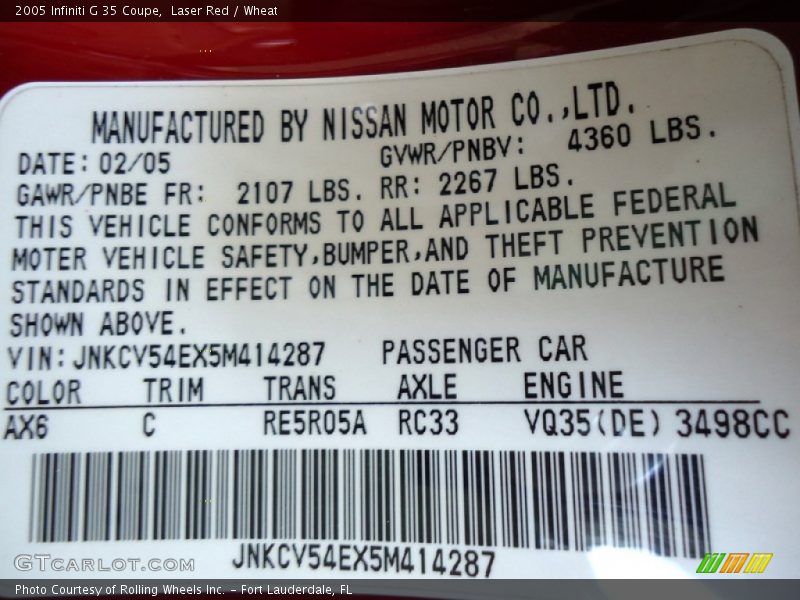 2005 Infiniti G 35 Coupe,  Laser Red / Wheat
MANUFACTURED BY NISSAN MOTOR CO.,LTD.
DATE: 02/05 GVWR/PNBV: 4360 LBS.
GAWR/PNBE FR: 2107 LBS. RR: 2267 LBS.
THIS VEHICLE CONFORMS TO ALL APPLICABLE FEDERAL
MOTER VEHICLE SAFETY,BUMPER,AND THEFT PREVENTION
STANDARDS IN EFFECT ON THE DATE OF MANUFACTURE
SHOWN ABOVE.
VIN: JNKCV54EX5M414287 PASSENGER CAR
COLOR TRIM TRANS AXLE ENGINE
AX6 C RE5R05A RC33 VQ35(DE) 3498CC
JNKCV54EX5M414287
GTCARLOT.COM
Photo Courtesy of Rolling Wheels Inc. – Fort Lauderdale, FL